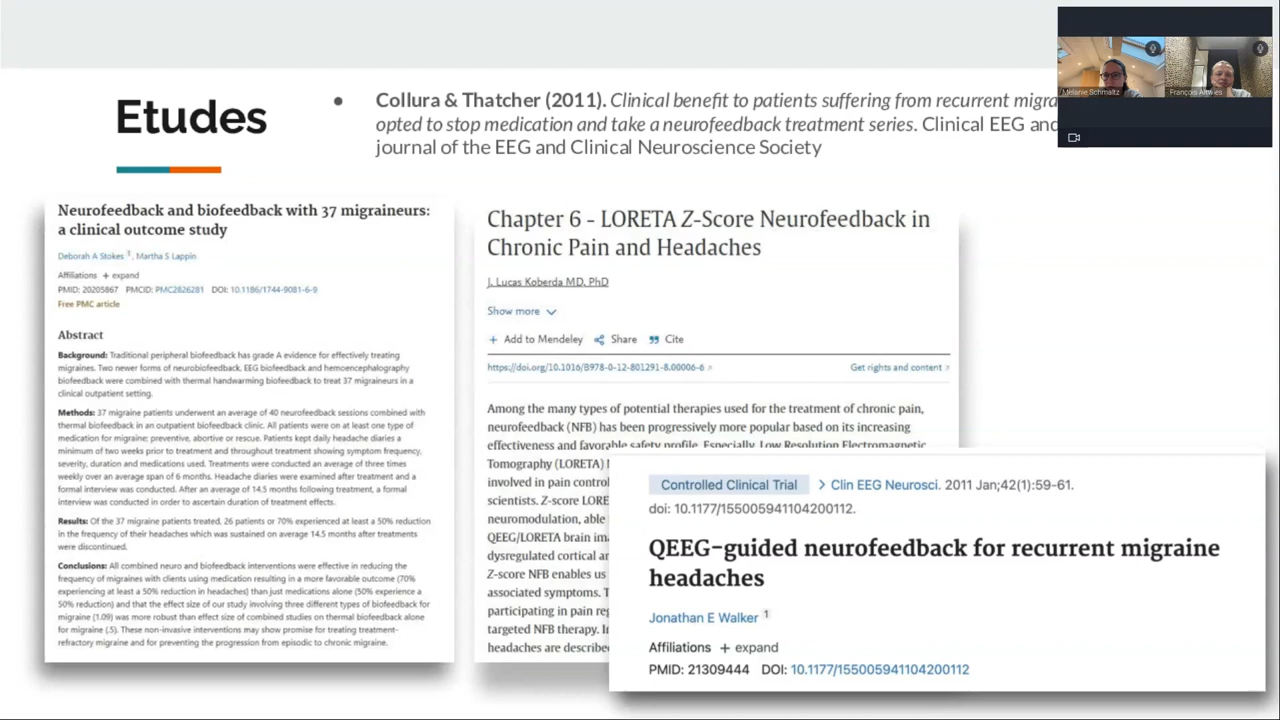 Etudes
● Collura & Thatcher (2011). Clinical benefit to patients suffering from recurrent migra
opted to stop medication and take a neurofeedback treatment series. Clinical EEG and
journal of the EEG and Clinical Neuroscience Society
Mélanie Schmaltz
François Altwies
Neurofeedback and biofeedback with 37 migraineurs:
a clinical outcome study
Deborah A Stokes 1, Martha S Lappin
Affiliations + expand
PMID: 20205867 PMCID: PMC2826281 DOI: 10.1186/1744-9081-6-9
Free PMC article
Abstract
Background: Traditional peripheral biofeedback has grade A evidence for effectively treating
migraines. Two newer forms of neurobiofeedback, EEG biofeedback and hemoencephalography
biofeedback were combined with thermal handwarming biofeedback to treat 37 migraineurs in a
clinical outpatient setting.
Methods: 37 migraine patients underwent an average of 40 neurofeedback sessions combined with
thermal biofeedback in an outpatient biofeedback clinic. All patients were on at least one type of
medication for migraine; preventive, abortive or rescue. Patients kept daily headache diaries a
minimum of two weeks prior to treatment and throughout treatment showing symptom frequency,
severity, duration and medications used. Treatments were conducted an average of three times
weekly over an average span of 6 months. Headache diaries were examined after treatment and a
formal interview was conducted. After an average of 14.5 months following treatment, a formal
interview was conducted in order to ascertain duration of treatment effects.
Results: Of the 37 migraine patients treated, 26 patients or 70% experienced at least a 50% reduction
in the frequency of their headaches which was sustained on average 14.5 months after treatments
were discontinued.
Conclusions: All combined neuro and biofeedback interventions were effective in reducing the
frequency of migraines with clients using medication resulting in a more favorable outcome (70%
experiencing at least a 50% reduction in headaches) than just medications alone (50% experience a
50% reduction) and that the effect size of our study involving three different types of biofeedback for
migraine (1.09) was more robust than effect size of combined studies on thermal biofeedback alone
for migraine (.5). These non-invasive interventions may show promise for treating treatment-
refractory migraine and for preventing the progression from episodic to chronic migraine.
Chapter 6 - LORETA Z-Score Neurofeedback in
Chronic Pain and Headaches
J. Lucas Koberda MD, PhD
Show more
+ Add to Mendeley Share Cite
https://doi.org/10.1016/B978-0-12-801291-8.00006-6 Get rights and content
Among the many types of potential therapies used for the treatment of chronic pain,
neurofeedback (NFB) has been progressively more popular based on its increasing
effectiveness and favorable safety profile. Especially, Low Resolution Electromagnetic
Tomography (LORETA)
involved in pain control
scientists. Z-score LORE
neuromodulation, able
QEEG/LORETA brain ima
dysregulated cortical ar
Z-score NFB enables us
associated symptoms. T
participating in pain reg
targeted NFB therapy. I
headaches are describe
Controlled Clinical Trial > Clin EEG Neurosci. 2011 Jan;42(1):59-61.
doi: 10.1177/155005941104200112.
QEEG-guided neurofeedback for recurrent migraine
headaches
Jonathan E Walker 1
Affiliations + expand
PMID: 21309444 DOI: 10.1177/155005941104200112